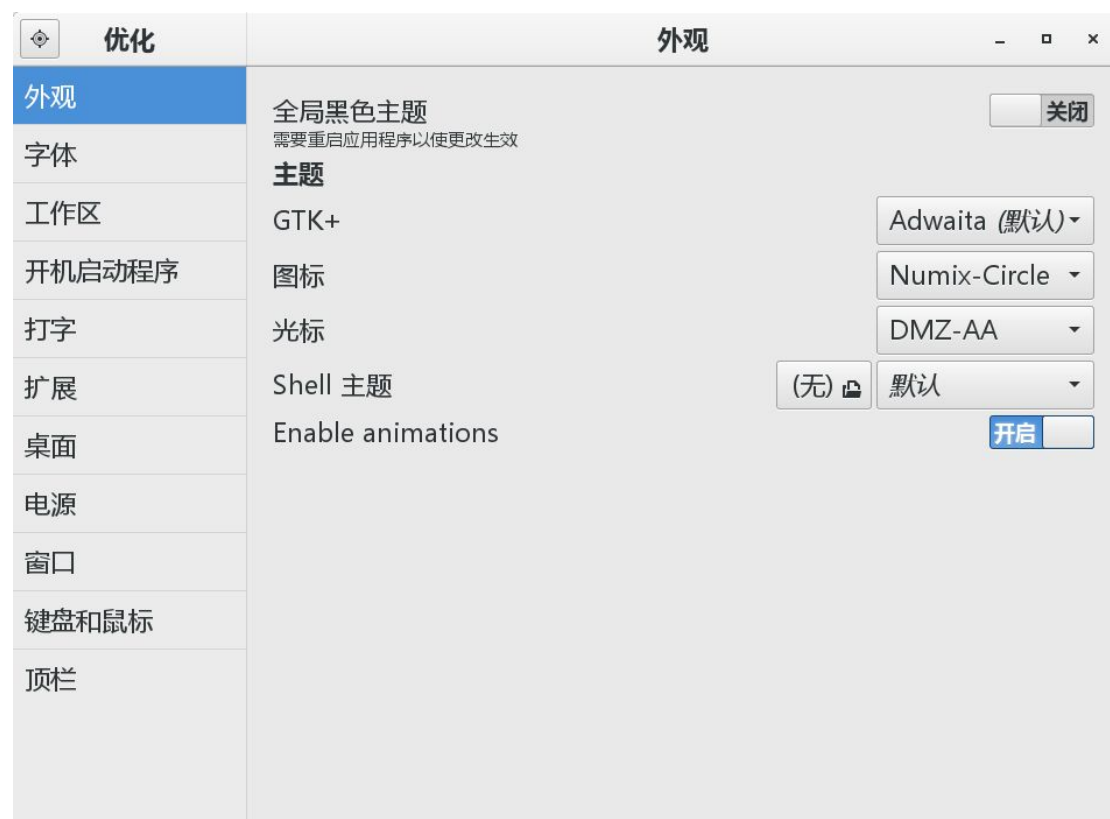 优化
外观
外观
字体
工作区
开机启动程序
打字
扩展
桌面
电源
窗口
键盘和鼠标
顶栏
全局黑色主题 关闭
需要重启应用程序以使更改生效
主题
GTK+ Adwaita (默认)
图标 Numix-Circle
光标 DMZ-AA
Shell 主题 (无) 默认
Enable animations 开启